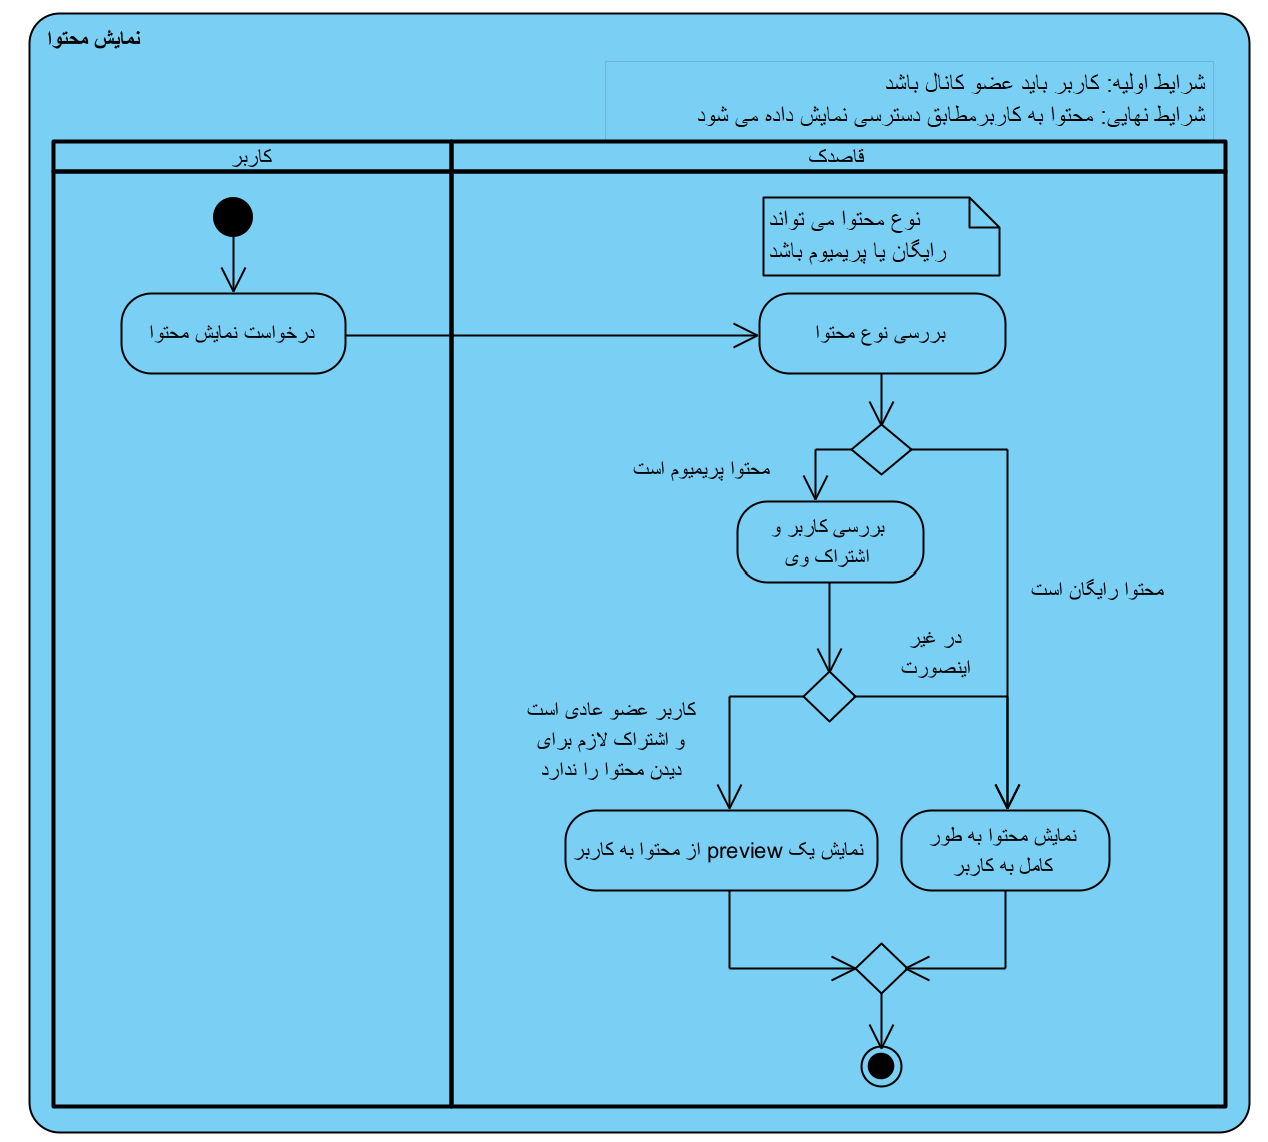 نمایش محتوا
شرایط اولیه: کاربر باید عضو کانال باشد
شرایط نهایی: محتوا به کاربرمطابق دسترسی نمایش داده می شود
کاربر
قاصدک
نوع محتوا می تواند
رایگان یا پریمیوم باشد
درخواست نمایش محتوا
بررسی نوع محتوا
محتوا پریمیوم است
بررسی کاربر و
اشتراک وی
محتوا رایگان است
در غیر
اینصورت
کاربر عضو عادی است
و اشتراک لازم برای
دیدن محتوا را ندارد
نمایش محتوا به طور
کامل به کاربر
نمایش یک preview از محتوا به کاربر